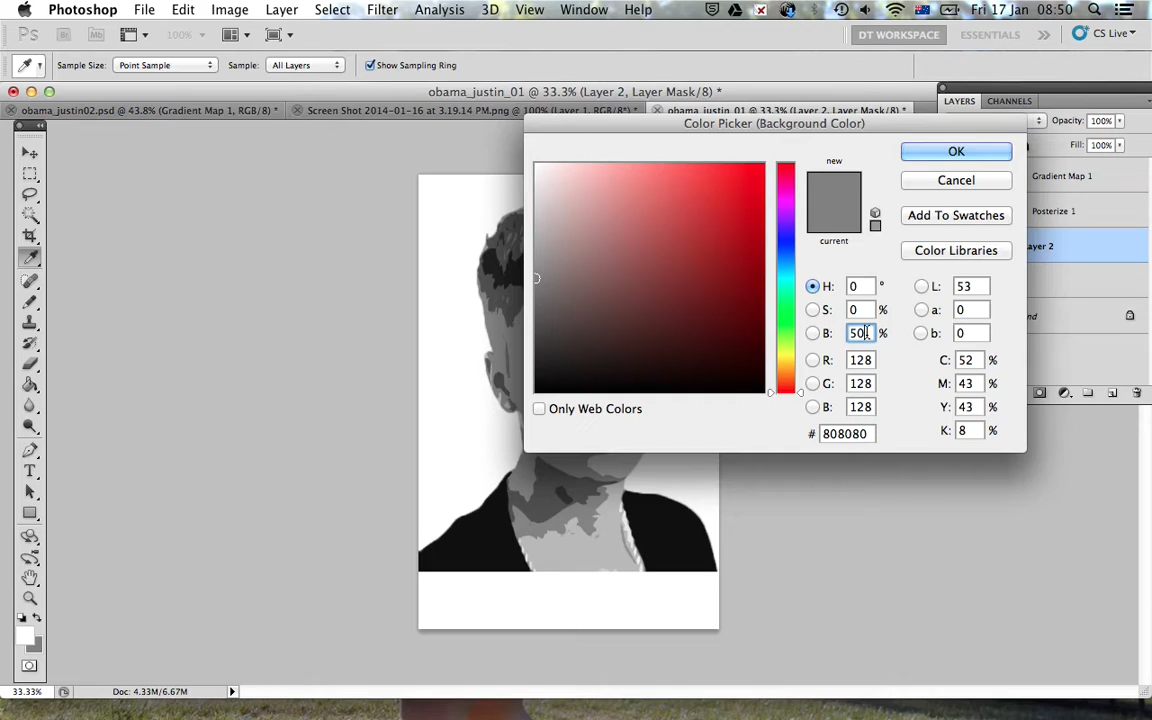 Photoshop File Edit Image Layer Select Filter Analysis 3D View Window Help Fri 17 Jan 08:50
Ps Br Mb 100% DT WORKSPACE ESSENTIALS CS Live
Sample Size: Point Sample Sample: All Layers Show Sampling Ring
obama_justin_01 @ 33.3% (Layer 2, Layer Mask/8) *
obama_justin02.psd @ 43.8% (Gradient Map 1, RGB/8) * Screen Shot 2014-01-16 at 3.19.14 PM.png @ 100% (Layer 1, RGB/8*) * obama_justin_01 @ 33.3% (Layer 2, Layer Mask/8) *
LAYERS CHANNELS
Opacity: 100%
Fill: 100%
Gradient Map 1
Posterize 1
ayer 2
Color Picker (Background Color)
new
current
OK
Cancel
Add To Swatches
Color Libraries
H: 0 °
S: 0 %
B: 50 %
R: 128
G: 128
B: 128
# 808080
L: 53
a: 0
b: 0
C: 52 %
M: 43 %
Y: 43 %
K: 8 %
Only Web Colors
T
33.33% Doc: 4.33M/6.67M